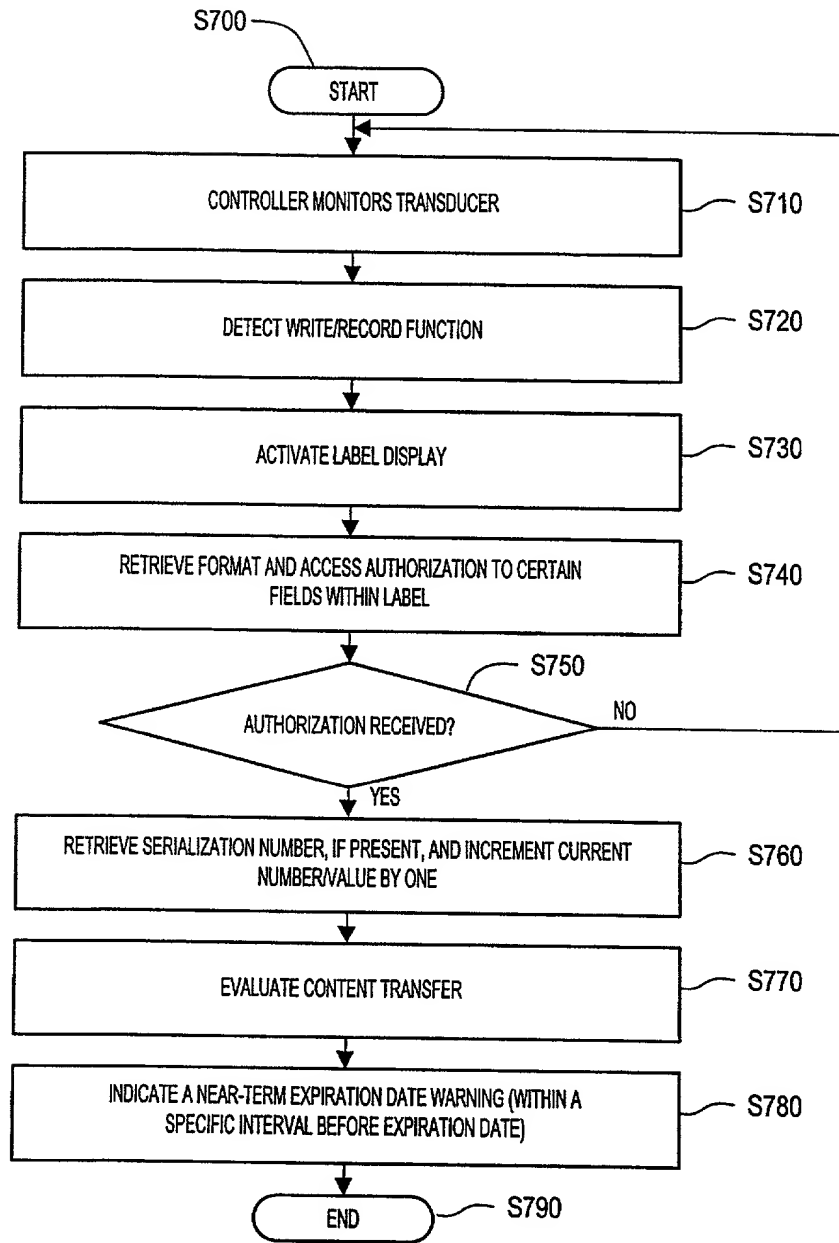 S700
START
CONTROLLER MONITORS TRANSDUCER
S710
DETECT WRITE/RECORD FUNCTION
S720
ACTIVATE LABEL DISPLAY
S730
RETRIEVE FORMAT AND ACCESS AUTHORIZATION TO CERTAIN
FIELDS WITHIN LABEL
S740
S750
AUTHORIZATION RECEIVED?
NO
YES
RETRIEVE SERIALIZATION NUMBER, IF PRESENT, AND INCREMENT CURRENT
NUMBER/VALUE BY ONE
S760
EVALUATE CONTENT TRANSFER
S770
INDICATE A NEAR-TERM EXPIRATION DATE WARNING (WITHIN A
SPECIFIC INTERVAL BEFORE EXPIRATION DATE)
S780
END
S790